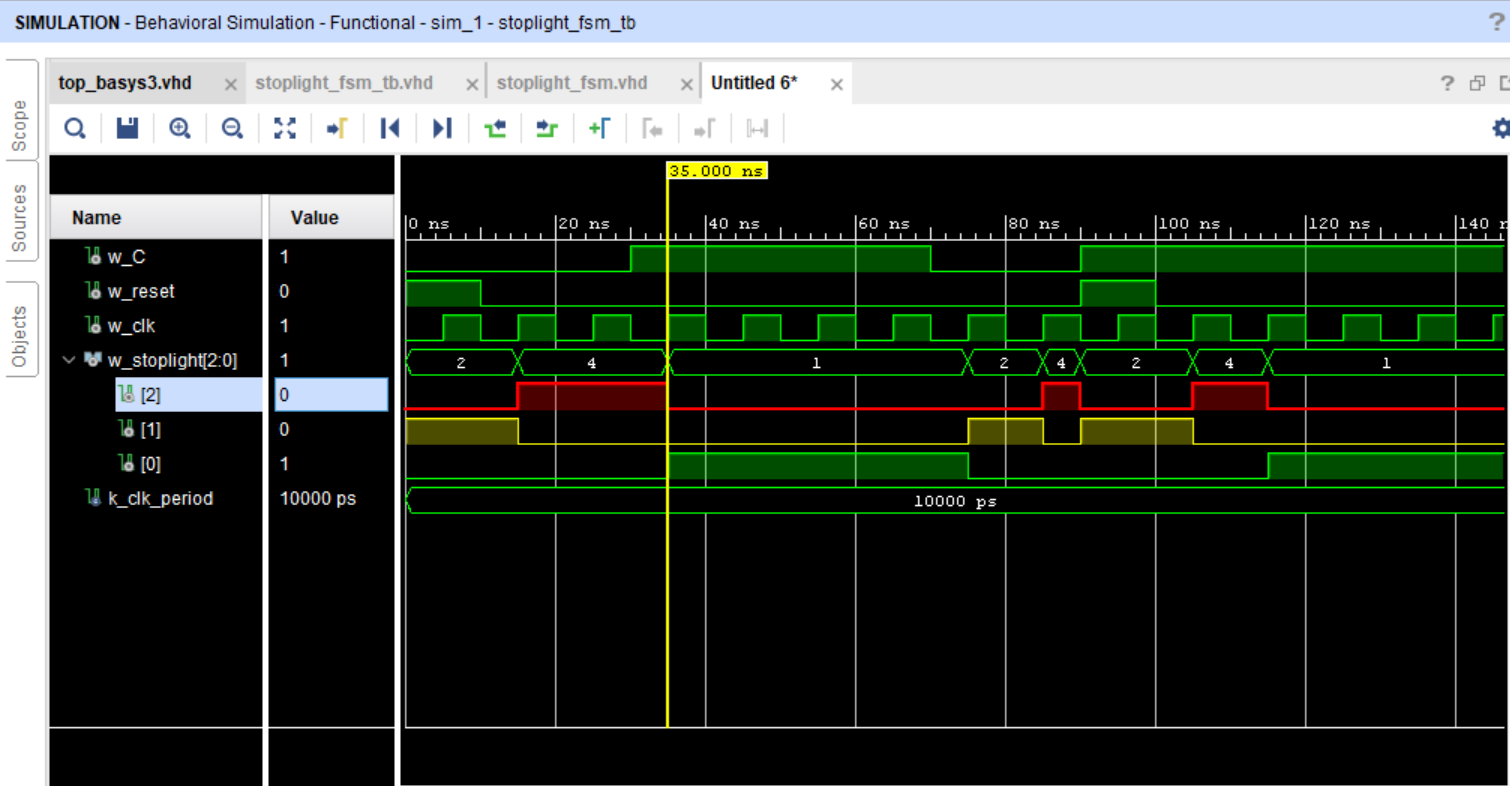 SIMULATION - Behavioral Simulation - Functional - sim_1 - stoplight_fsm_tb ?
top_basys3.vhd × stoplight_fsm_tb.vhd × stoplight_fsm.vhd × Untitled 6* × ?
Scope
Sources
Objects
35.000 ns
Name Value
0 ns 20 ns 40 ns 60 ns 80 ns 100 ns 120 ns 140
w_C 1
w_reset 0
w_clk 1
w_stoplight[2:0] 1 2 4 1 2 4 2 4 1
[2] 0
[1] 0
[0] 1
k_clk_period 10000 ps 10000 ps